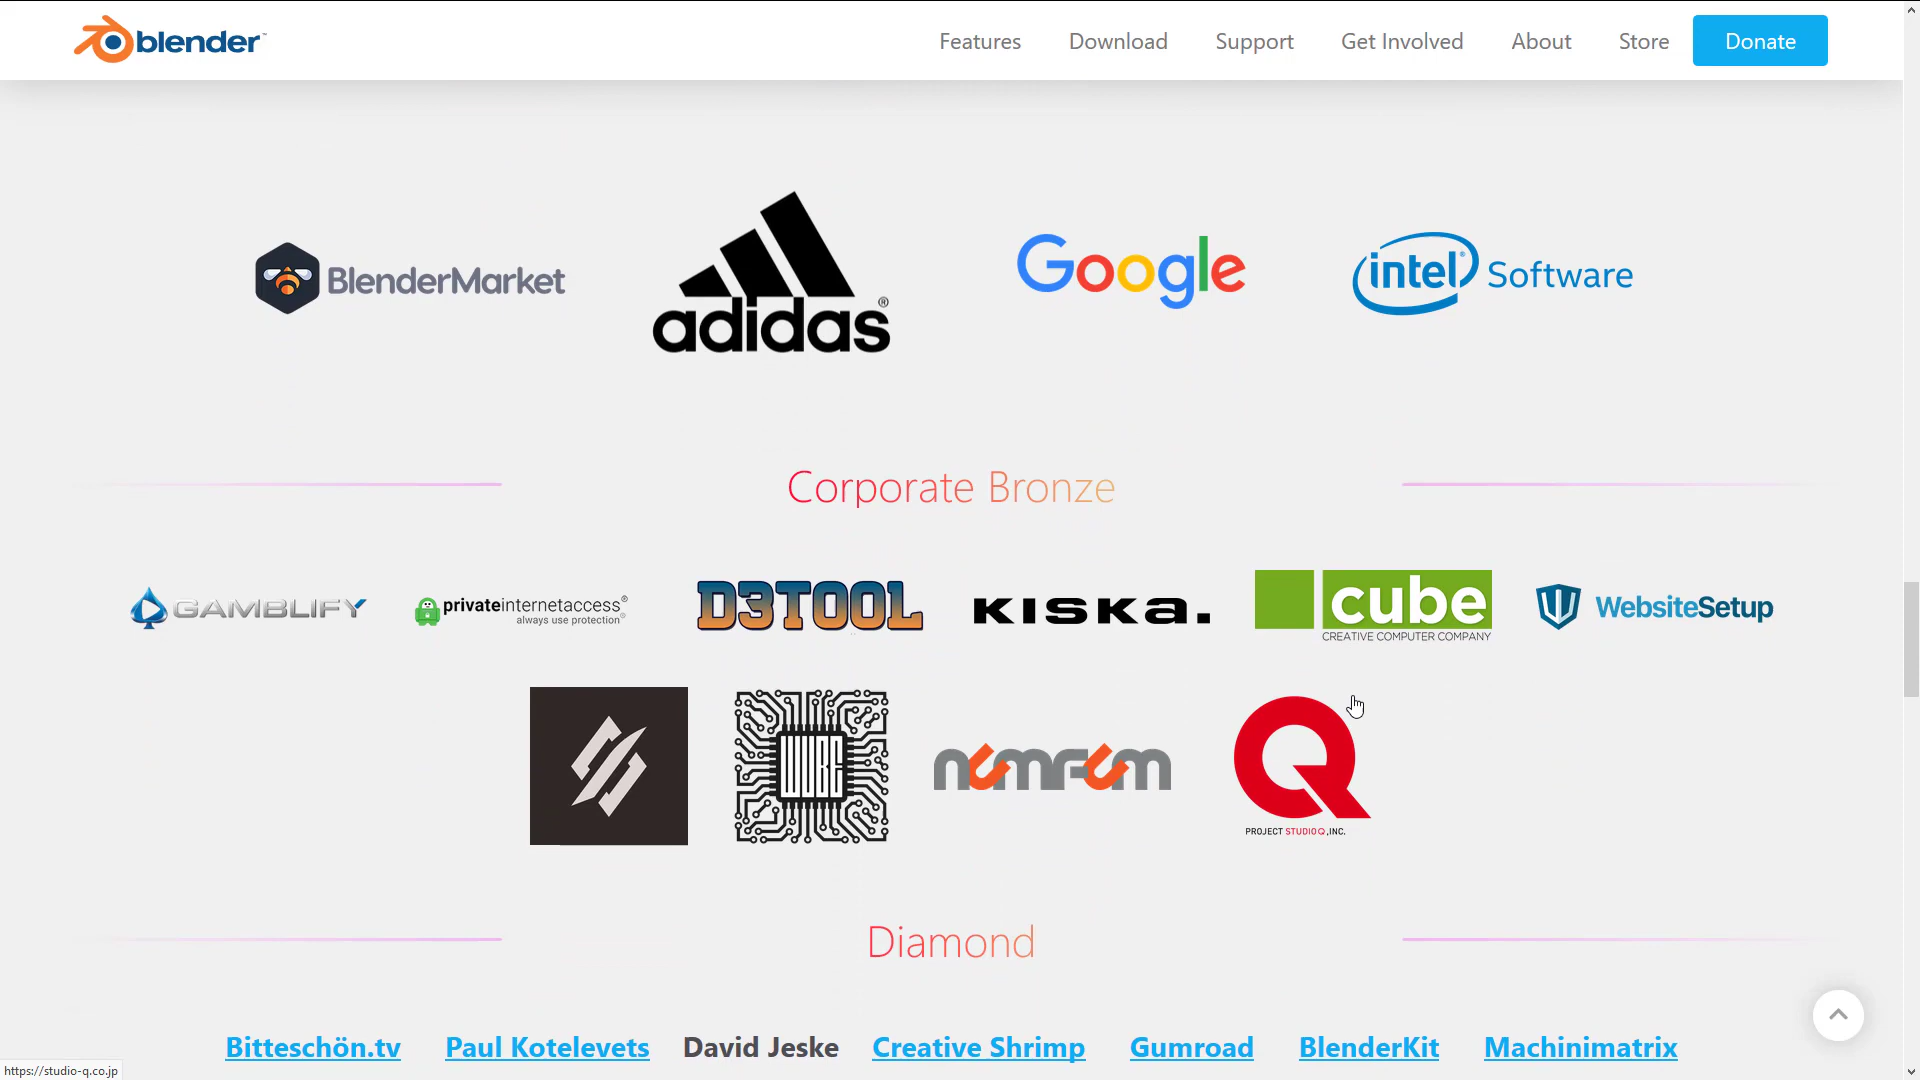 blender™
Features Download Support Get Involved About Store Donate
BlenderMarket
adidas®
Google
intel® Software
Corporate Bronze
GAMBLIFY
privateinternetaccess®
always use protection®
D3TOOL
KISKa.
cube
CREATIVE COMPUTER COMPANY
WebsiteSetup
numfum
PROJECT STUDIO Q, INC.
Diamond
Bitteschön.tv Paul Kotelevets David Jeske Creative Shrimp Gumroad BlenderKit Machinimatrix
https://studio-q.co.jp